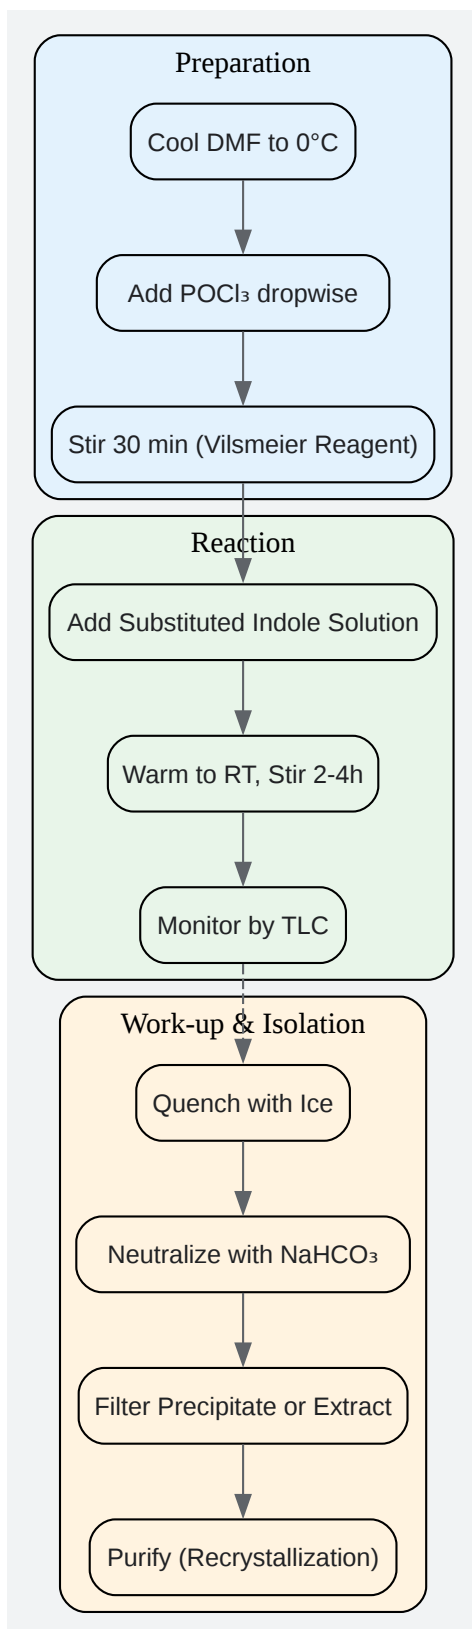 Preparation
Cool DMF to 0°C
Add POCl₃ dropwise
Stir 30 min (Vilsmeier Reagent)
Reaction
Add Substituted Indole Solution
Warm to RT, Stir 2-4h
Monitor by TLC
Work-up & Isolation
Quench with Ice
Neutralize with NaHCO₃
Filter Precipitate or Extract
Purify (Recrystallization)